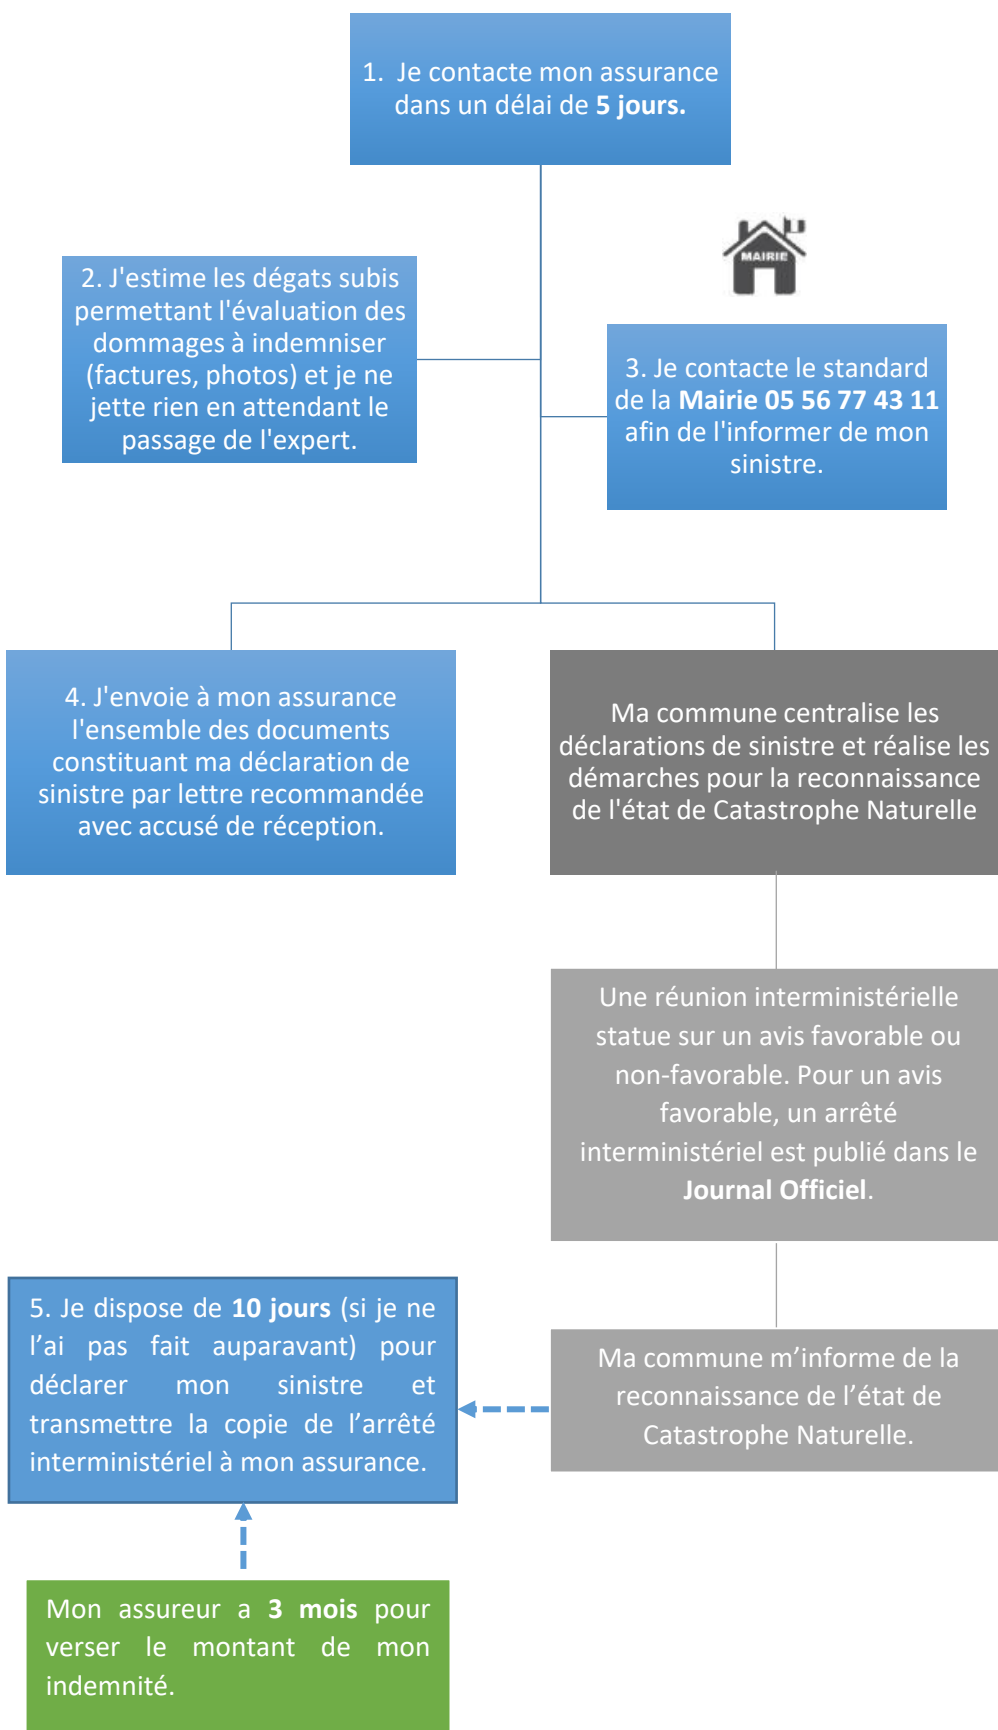 1. Je contacte mon assurance
dans un délai de 5 jours.
MAIRIE
2. J'estime les dégats subis
permettant l'évaluation des
dommages à indemniser
(factures, photos) et je ne
jette rien en attendant le
passage de l'expert.
3. Je contacte le standard
de la Mairie 05 56 77 43 11
afin de l'informer de mon
sinistre.
4. J'envoie à mon assurance
l'ensemble des documents
constituant ma déclaration de
sinistre par lettre recommandée
avec accusé de réception.
Ma commune centralise les
déclarations de sinistre et réalise les
démarches pour la reconnaissance
de l'état de Catastrophe Naturelle
Une réunion interministérielle
statue sur un avis favorable ou
non-favorable. Pour un avis
favorable, un arrêté
interministériel est publié dans le
Journal Officiel.
Ma commune m’informe de la
reconnaissance de l’état de
Catastrophe Naturelle.
5. Je dispose de 10 jours (si je ne
l’ai pas fait auparavant) pour
déclarer mon sinistre et
transmettre la copie de l’arrêté
interministériel à mon assurance.
Mon assureur a 3 mois pour
verser le montant de mon
indemnité.